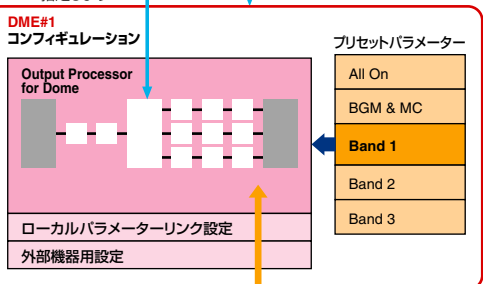 DME#1
コンフィギュレーション
プリセットパラメーター
Output Processor
for Dome
All On
BGM & MC
Band 1
Band 2
Band 3
ローカルパラメーターリンク設定
外部機器用設定